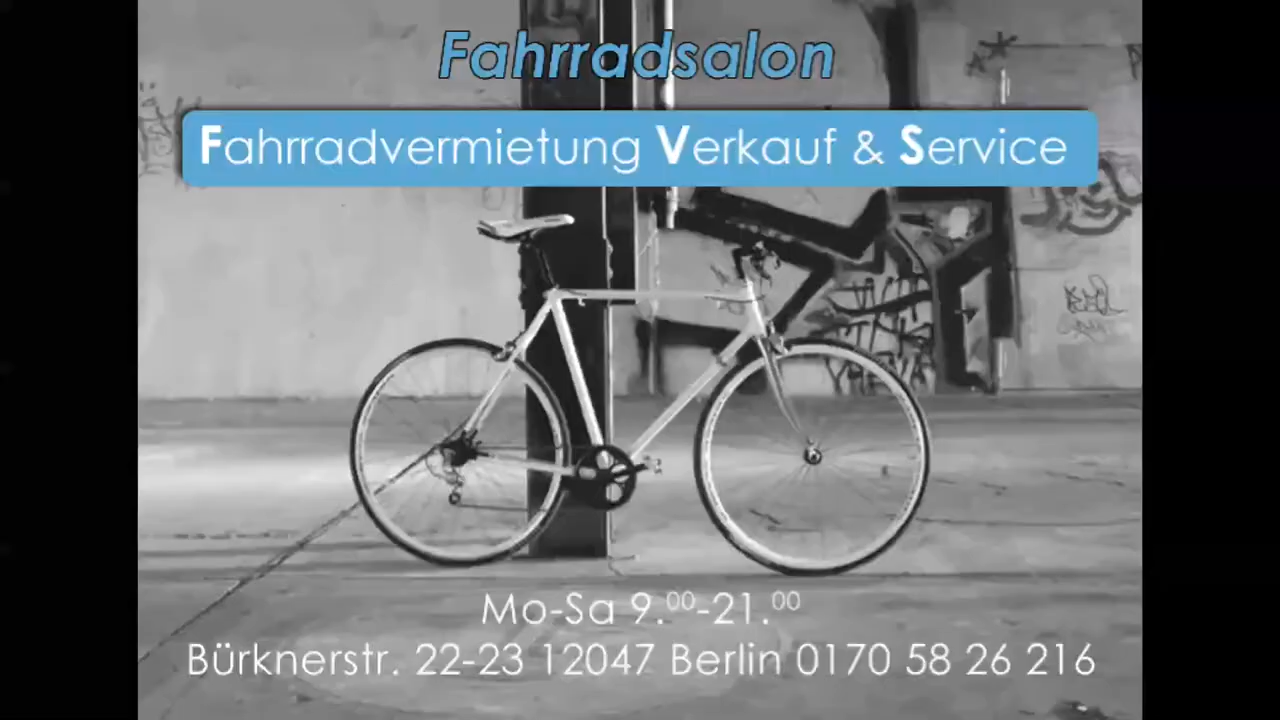 Fahrradsalon
Fahrradvermietung Verkauf & Service
Mo-Sa 9.00-21.00
Bürknerstr. 22-23 12047 Berlin 0170 58 26 216